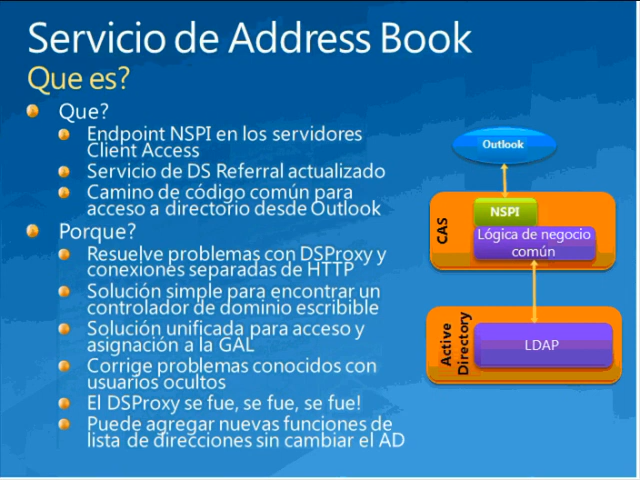 Servicio de Address Book
Que es?
Que?
Endpoint NSPI en los servidores
Client Access
Servicio de DS Referral actualizado
Camino de código común para
acceso a directorio desde Outlook
Porque?
Resuelve problemas con DSProxy y
conexiones separadas de HTTP
Solución simple para encontrar un
controlador de dominio escribible
Solución unificada para acceso y
asignación a la GAL
Corrige problemas conocidos con
usuarios ocultos
El DSProxy se fue, se fue, se fue!
Puede agregar nuevas funciones de
lista de direcciones sin cambiar el AD
Outlook
CAS
NSPI
Lógica de negocio
común
Active
Directory
LDAP